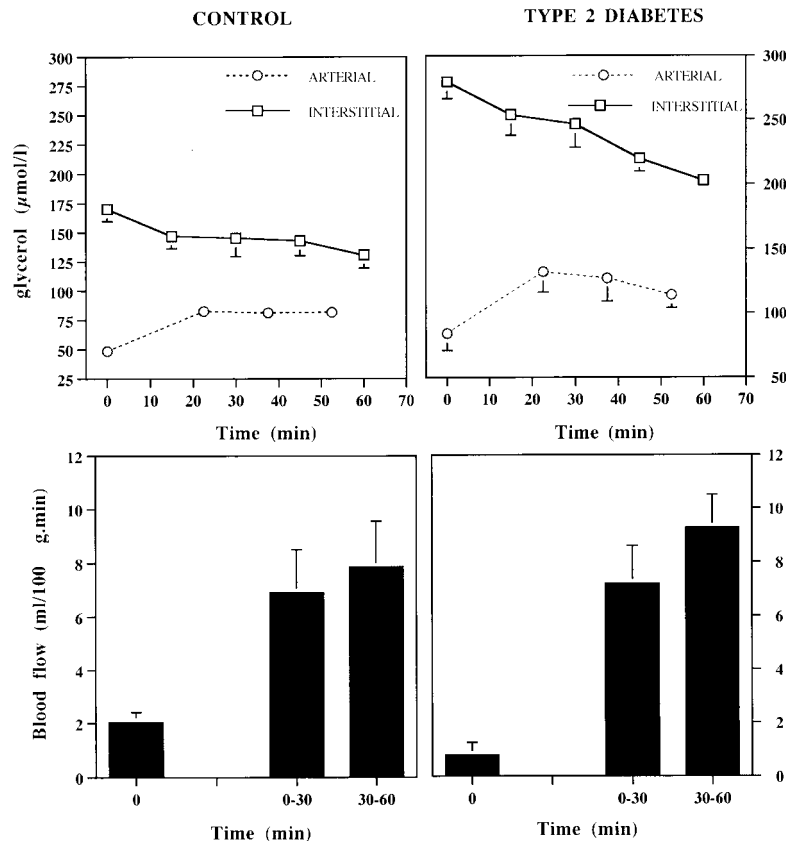 CONTROL
TYPE 2 DIABETES
glycerol (µmol/l)
300
275
250
225
200
175
150
125
100
75
50
25
ARTERIAL
INTERSTITIAL
0 10 20 30 40 50 60 70
Time (min)
ARTERIAL
INTERSTITIAL
300
250
200
150
100
50
0 10 20 30 40 50 60 70
Time (min)
Blood flow (ml/100 g.min)
12
10
8
6
4
2
0
0 0-30 30-60
Time (min)
12
10
8
6
4
2
0
0 0-30 30-60
Time (min)